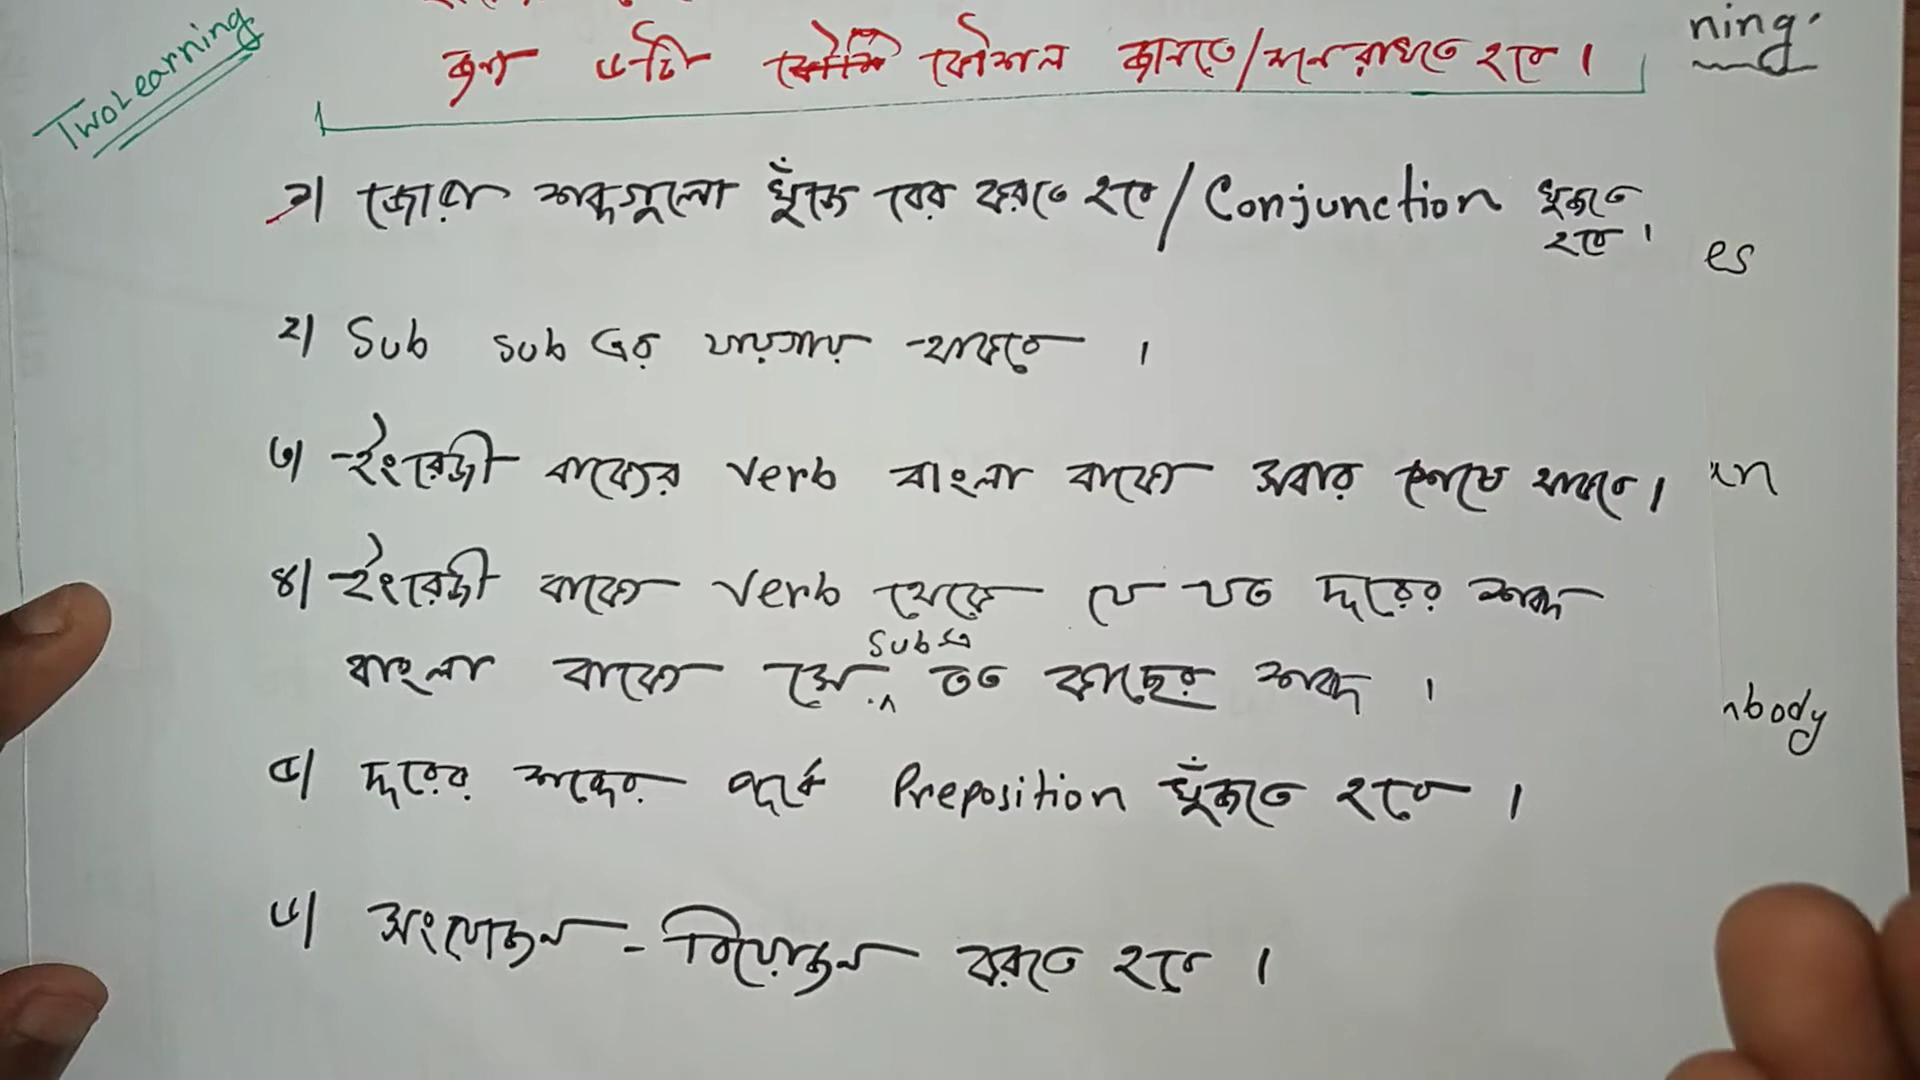 TwoLearning
জন্য ৬টি কৌশল জানতে/মনে রাখতে হবে।
ning.
১। জোড়া শব্দগুলো খুঁজে বের করতে হবে/Conjunction খুঁজতে
হবে।
es
২। Sub sub এর যায়গায় থাকবে।
৩। ইংরেজী বাক্যের verb বাংলা বাক্যে সবার শেষে থাকবে।
৪। ইংরেজী বাক্যে verb থেকে যে যত দূরের শব্দ
sub এ
বাংলা বাক্যে সে তত কাছের শব্দ।
nbody
৫। দূরের শব্দের পূর্বে Preposition খুঁজতে হবে।
৬। সংযোজন-বিয়োজন করতে হবে।